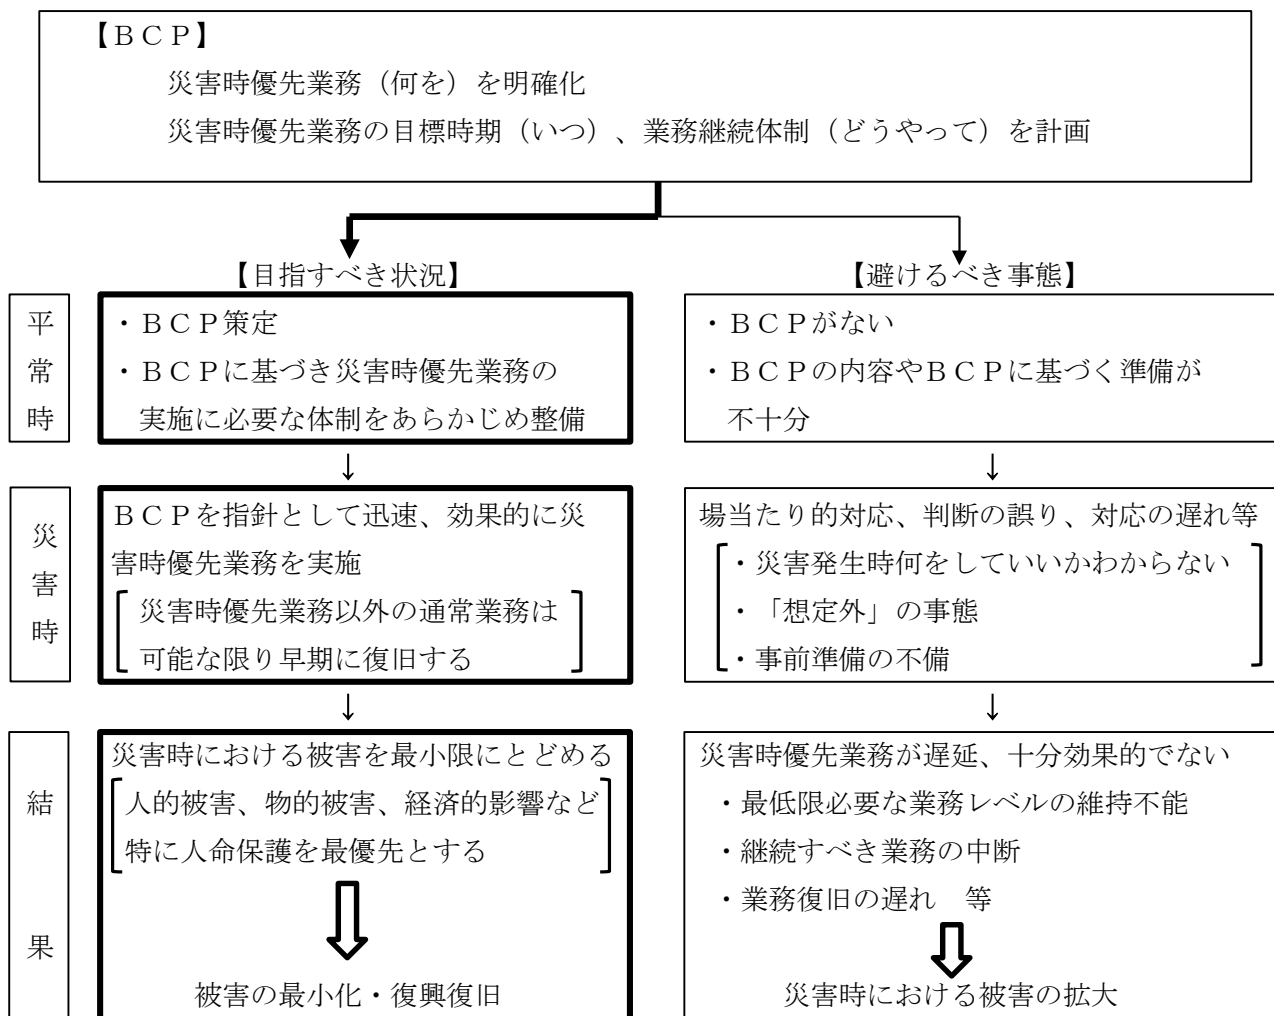 【ＢＣＰ】
災害時優先業務（何を）を明確化
災害時優先業務の目標時期（いつ）、業務継続体制（どうやって）を計画
【目指すべき状況】
【避けるべき事態】
平常時
・ＢＣＰ策定
・ＢＣＰに基づき災害時優先業務の
実施に必要な体制をあらかじめ整備
・ＢＣＰがない
・ＢＣＰの内容やＢＣＰに基づく準備が
不十分
↓
↓
災害時
ＢＣＰを指針として迅速、効果的に災
害時優先業務を実施
災害時優先業務以外の通常業務は
可能な限り早期に復旧する
場当たり的対応、判断の誤り、対応の遅れ等
・災害発生時何をしていいかわからない
・「想定外」の事態
・事前準備の不備
↓
↓
結果
災害時における被害を最小限にとどめる
人的被害、物的被害、経済的影響など
特に人命保護を最優先とする
被害の最小化・復興復旧
災害時優先業務が遅延、十分効果的でない
・最低限必要な業務レベルの維持不能
・継続すべき業務の中断
・業務復旧の遅れ　等
災害時における被害の拡大